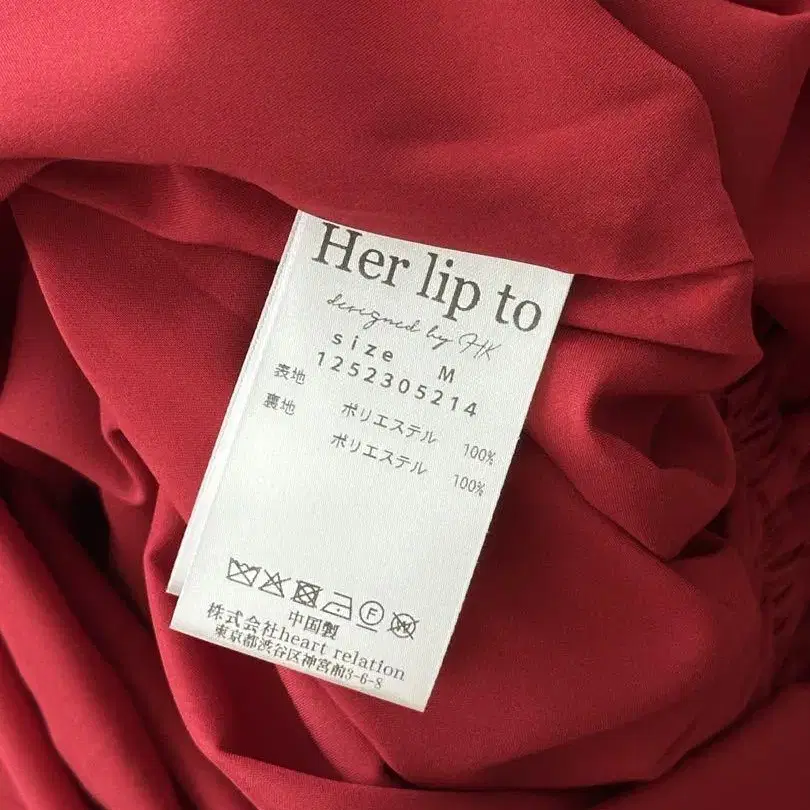 Her lip to
designed by HK
size M
1252305214
表地 ポリエステル 100%
裏地 ポリエステル 100%
F W
中国製
株式会社heart relation
東京都渋谷区神宮前3-6-8